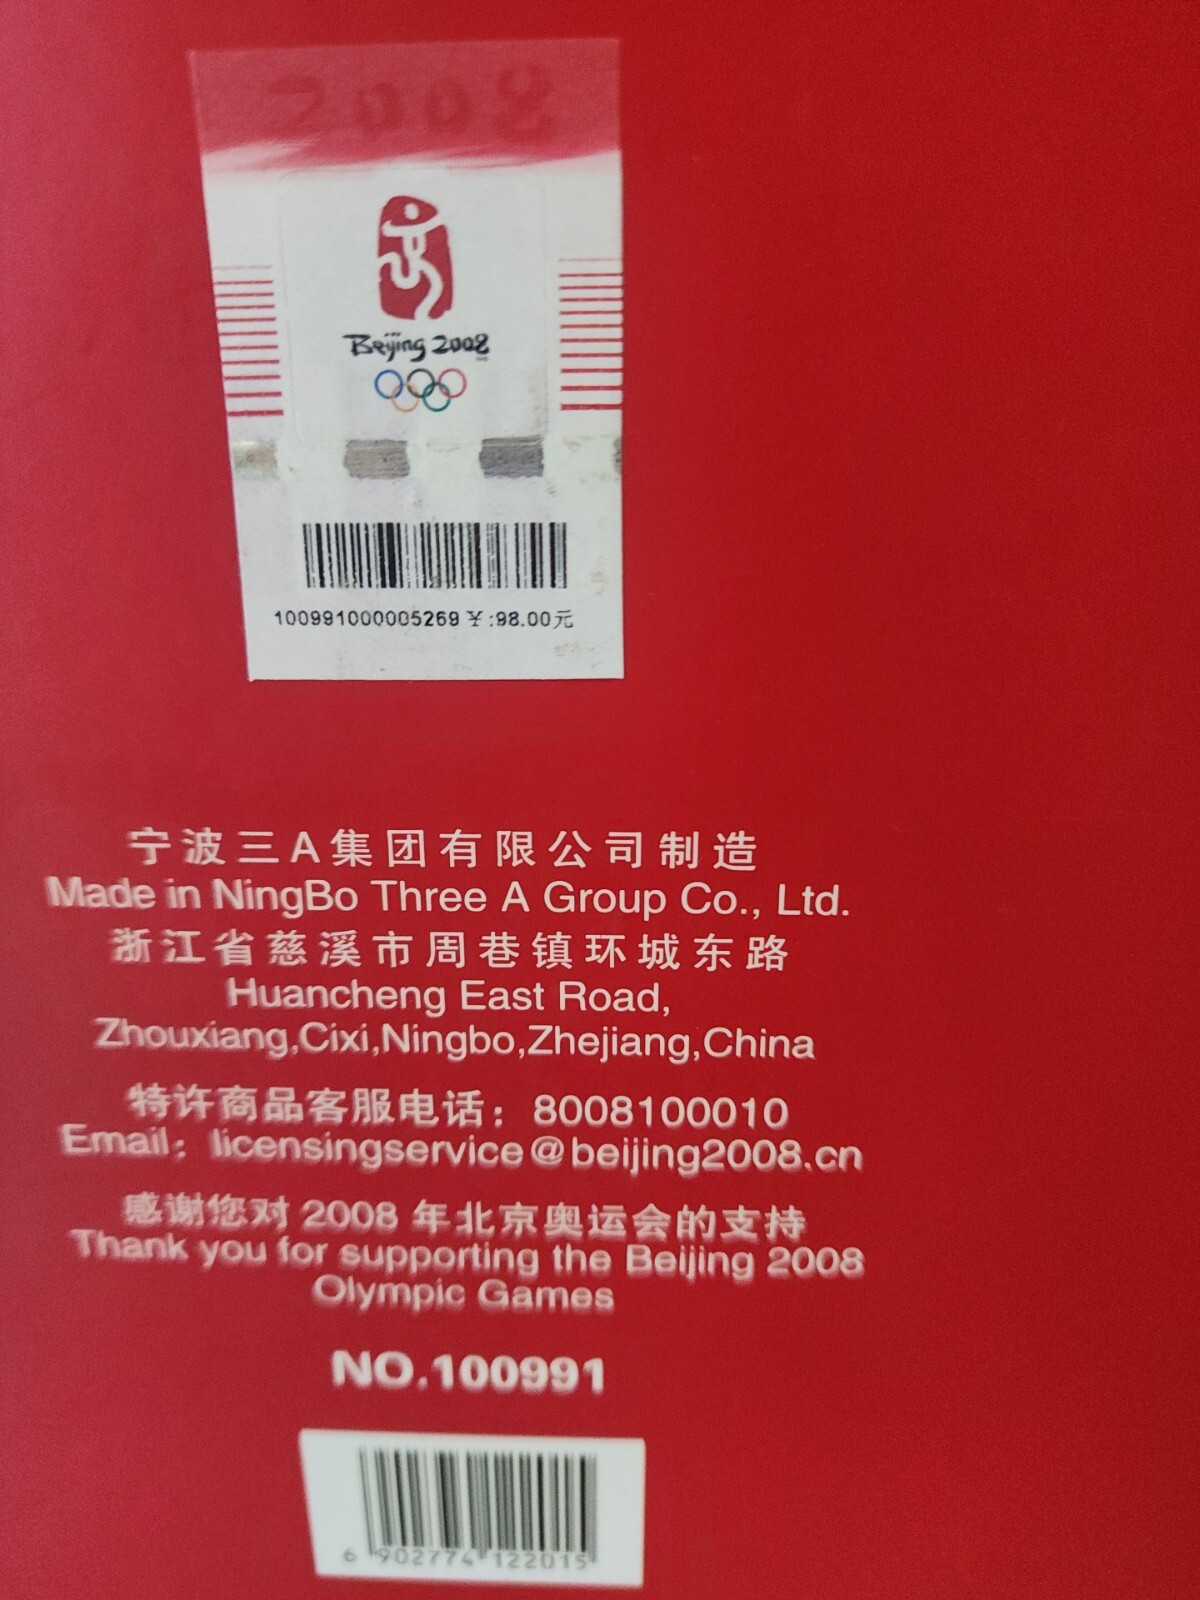 2008
Beijing 2008
100991000005269 ¥:98.00元
宁波三A集团有限公司制造
Made in NingBo Three A Group Co., Ltd.
浙江省慈溪市周巷镇环城东路
Huancheng East Road,
Zhouxiang,Cixi,Ningbo,Zhejiang,China
特许商品客服电话：8008100010
Email：licensingservice@beijing2008.cn
感谢您对2008年北京奥运会的支持
Thank you for supporting the Beijing 2008
Olympic Games
NO.100991
6 902774 122015